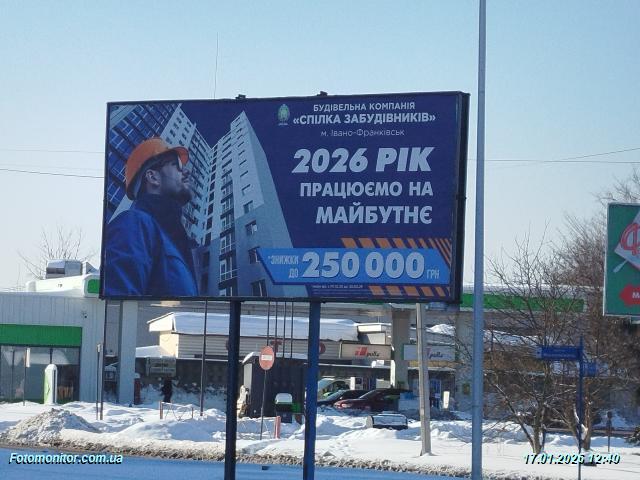 БУДІВЕЛЬНА КОМПАНІЯ
«СПІЛКА ЗАБУДІВНИКІВ»
м. Івано-Франківськ
2026 РІК
ПРАЦЮЄМО НА
МАЙБУТНЄ
*ЗНИЖКИ
ДО 250 000 ГРН
Fotomonitor.com.ua
17.01.2026 12:40